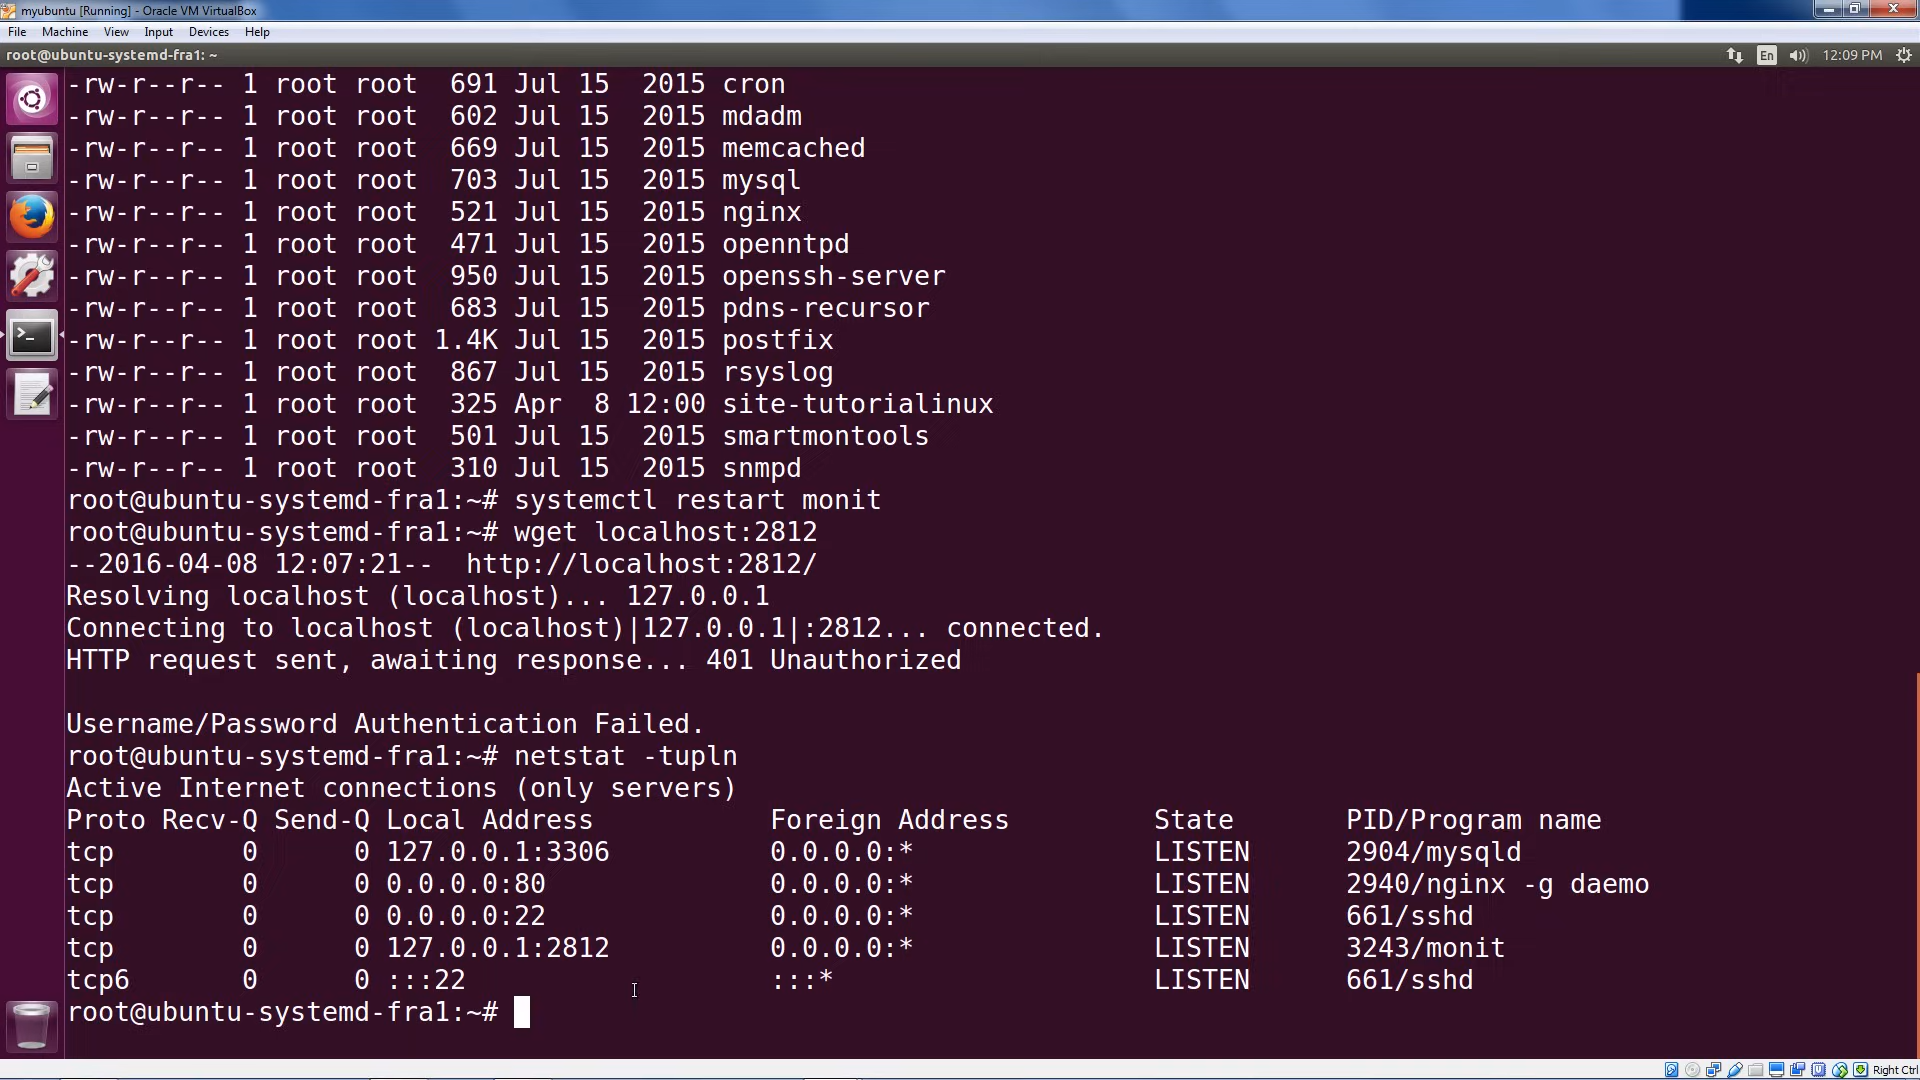 myubuntu [Running] - Oracle VM VirtualBox
File Machine View Input Devices Help
root@ubuntu-systemd-fra1: ~ En 12:09 PM
-rw-r--r-- 1 root root  691 Jul 15  2015 cron
-rw-r--r-- 1 root root  602 Jul 15  2015 mdadm
-rw-r--r-- 1 root root  669 Jul 15  2015 memcached
-rw-r--r-- 1 root root  703 Jul 15  2015 mysql
-rw-r--r-- 1 root root  521 Jul 15  2015 nginx
-rw-r--r-- 1 root root  471 Jul 15  2015 openntpd
-rw-r--r-- 1 root root  950 Jul 15  2015 openssh-server
-rw-r--r-- 1 root root  683 Jul 15  2015 pdns-recursor
-rw-r--r-- 1 root root 1.4K Jul 15  2015 postfix
-rw-r--r-- 1 root root  867 Jul 15  2015 rsyslog
-rw-r--r-- 1 root root  325 Apr  8 12:00 site-tutorialinux
-rw-r--r-- 1 root root  501 Jul 15  2015 smartmontools
-rw-r--r-- 1 root root  310 Jul 15  2015 snmpd
root@ubuntu-systemd-fra1:~# systemctl restart monit
root@ubuntu-systemd-fra1:~# wget localhost:2812
--2016-04-08 12:07:21--  http://localhost:2812/
Resolving localhost (localhost)... 127.0.0.1
Connecting to localhost (localhost)|127.0.0.1|:2812... connected.
HTTP request sent, awaiting response... 401 Unauthorized
Username/Password Authentication Failed.
root@ubuntu-systemd-fra1:~# netstat -tupln
Active Internet connections (only servers)
Proto Recv-Q Send-Q Local Address           Foreign Address         State       PID/Program name
tcp        0      0 127.0.0.1:3306          0.0.0.0:*               LISTEN      2904/mysqld
tcp        0      0 0.0.0.0:80              0.0.0.0:*               LISTEN      2940/nginx -g daemo
tcp        0      0 0.0.0.0:22              0.0.0.0:*               LISTEN      661/sshd
tcp        0      0 127.0.0.1:2812          0.0.0.0:*               LISTEN      3243/monit
tcp6       0      0 :::22                   :::*                    LISTEN      661/sshd
root@ubuntu-systemd-fra1:~#
Right Ctrl